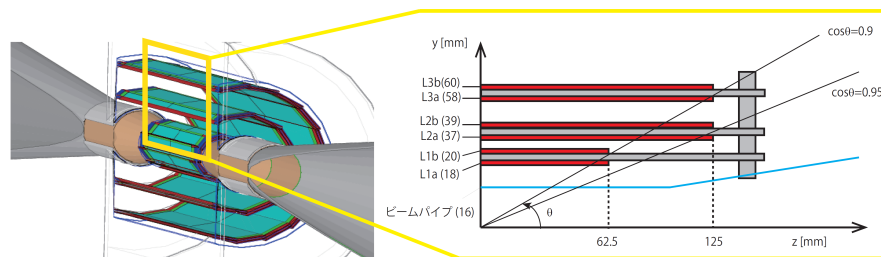 y [mm]
cosθ=0.9
L3b(60)
L3a (58)
cosθ=0.95
L2b (39)
L2a (37)
L1b (20)
L1a (18)
ビームパイプ (16)
θ
62.5
125
z [mm]